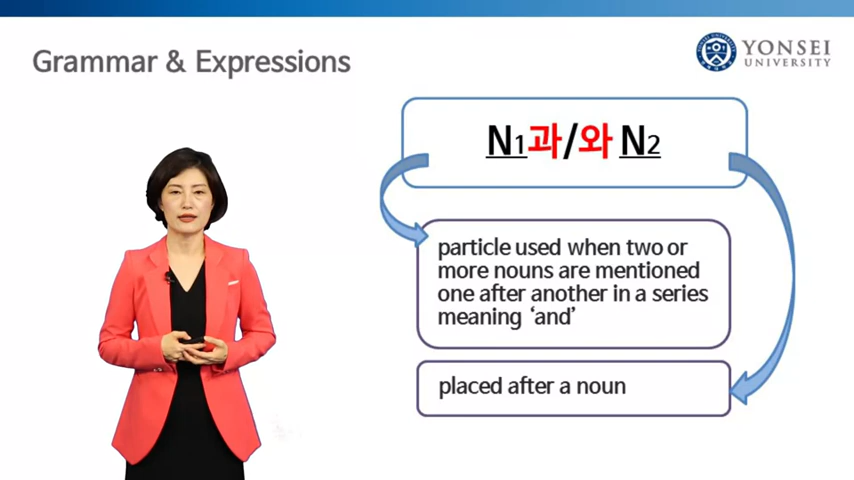 Grammar & Expressions
YONSEI
UNIVERSITY
N1과/와 N2
particle used when two or
more nouns are mentioned
one after another in a series
meaning ‘and’
placed after a noun